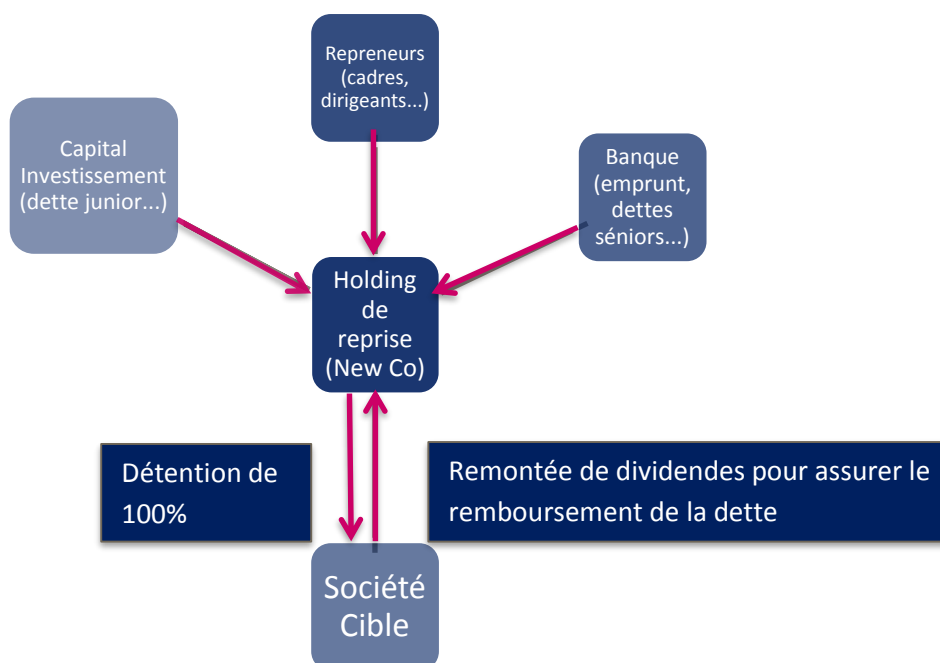 Repreneurs
(cadres,
dirigeants...)
Capital
Investissement
(dette junior...)
Banque
(emprunt,
dettes
séniors...)
Holding
de
reprise
(New Co)
Détention de
100%
Remontée de dividendes pour assurer le
remboursement de la dette
Société
Cible